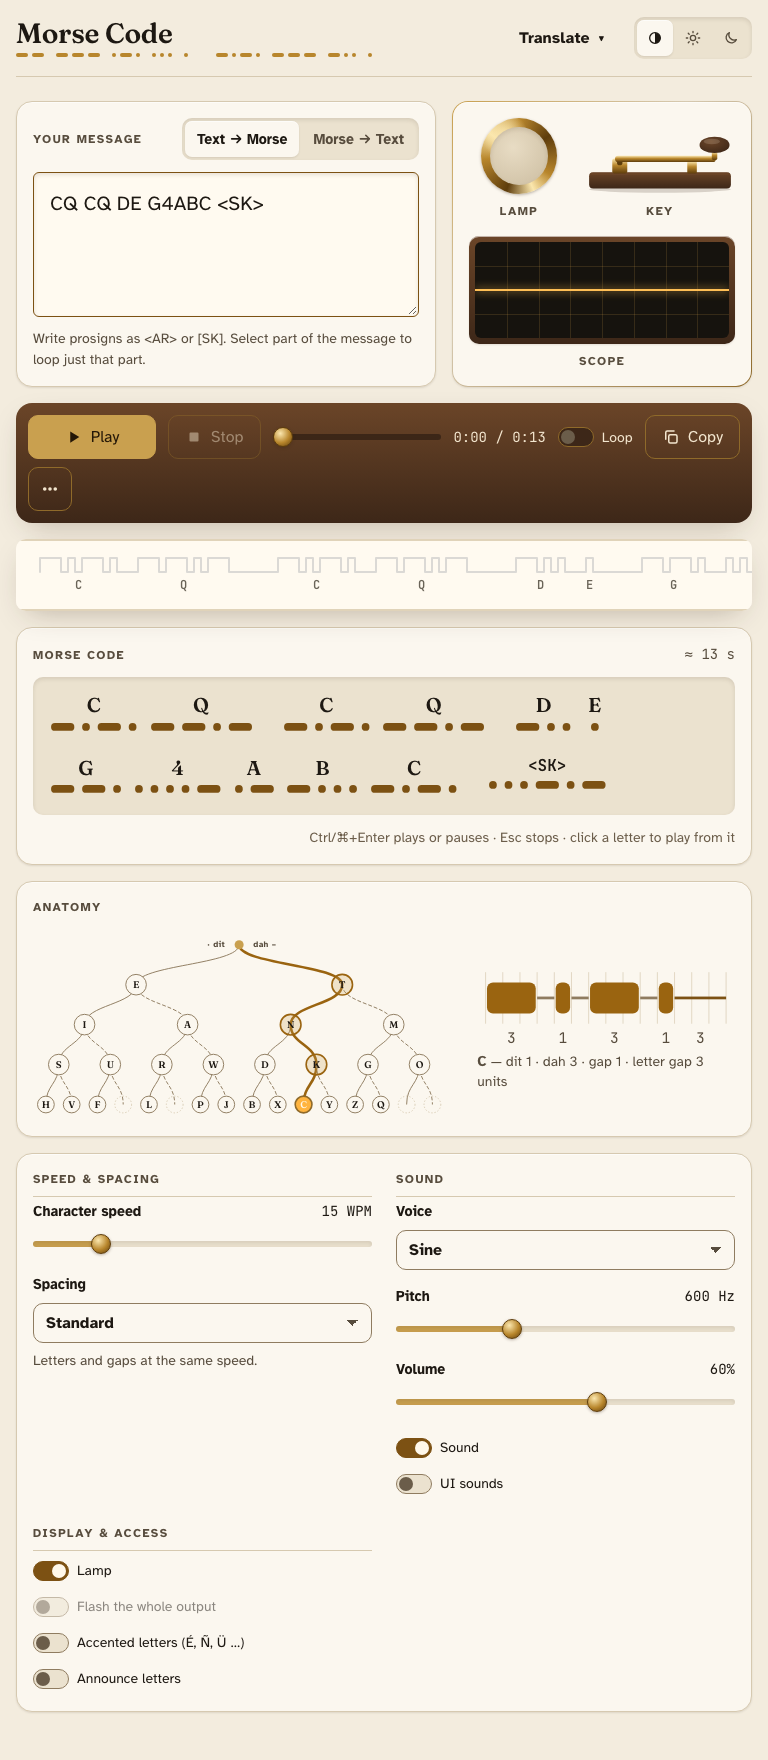 Morse Code
Translate ▾
YOUR MESSAGE
Text → Morse
Morse → Text
CQ CQ DE G4ABC <SK>
Write prosigns as <AR> or [SK]. Select part of the message to
loop just that part.
LAMP
KEY
SCOPE
Play
Stop
0:00 / 0:13
Loop
Copy
C Q C Q D E G
MORSE CODE
≈ 13 s
C Q C Q D E
G 4 A B C <SK>
Ctrl/⌘+Enter plays or pauses · Esc stops · click a letter to play from it
ANATOMY
· dit dah –
E T
I A N M
S U R W D K G O
H V F L P J B X C Y Z Q
3 1 3 1 3
C — dit 1 · dah 3 · gap 1 · letter gap 3
units
SPEED & SPACING
Character speed 15 WPM
Spacing
Standard
Letters and gaps at the same speed.
SOUND
Voice
Sine
Pitch 600 Hz
Volume 60%
Sound
UI sounds
DISPLAY & ACCESS
Lamp
Flash the whole output
Accented letters (É, Ñ, Ü …)
Announce letters